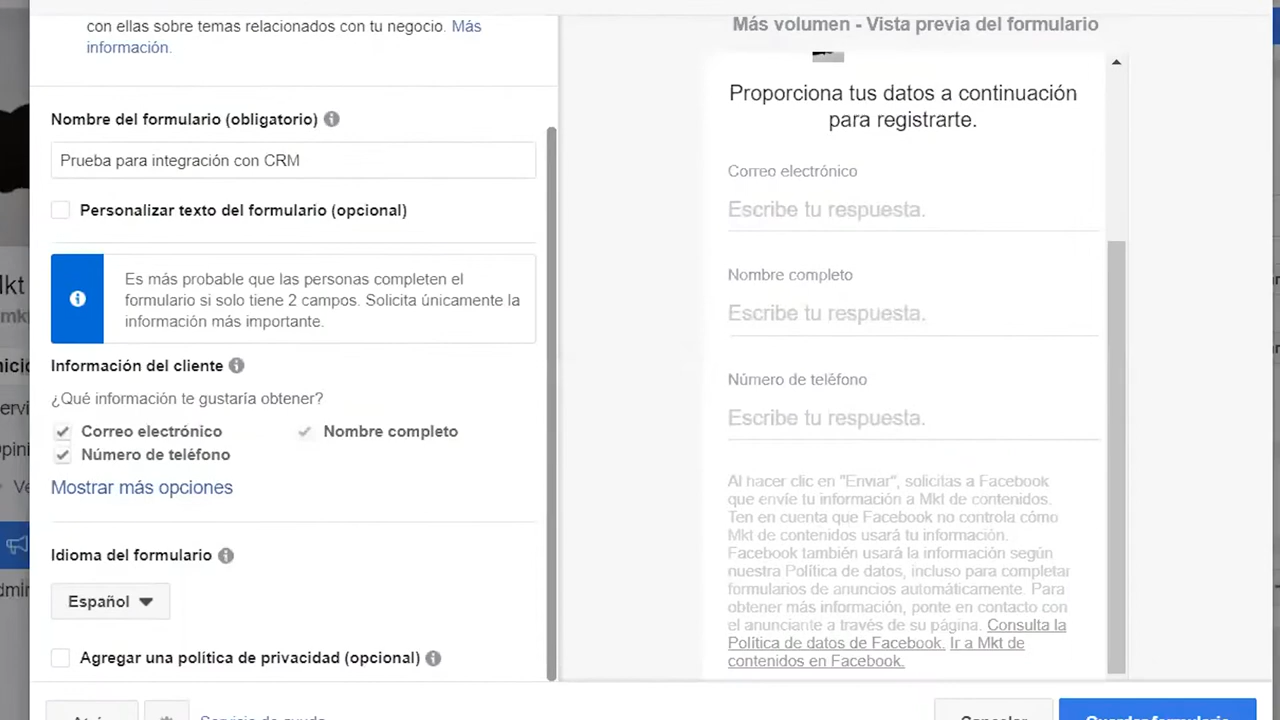 con ellas sobre temas relacionados con tu negocio. Más
información.
Nombre del formulario (obligatorio)
Prueba para integración con CRM
Personalizar texto del formulario (opcional)
Es más probable que las personas completen el
formulario si solo tiene 2 campos. Solicita únicamente la
información más importante.
Información del cliente
¿Qué información te gustaría obtener?
Correo electrónico
Nombre completo
Número de teléfono
Mostrar más opciones
Idioma del formulario
Español
Agregar una política de privacidad (opcional)
Más volumen - Vista previa del formulario
Proporciona tus datos a continuación
para registrarte.
Correo electrónico
Escribe tu respuesta.
Nombre completo
Escribe tu respuesta.
Número de teléfono
Escribe tu respuesta.
Al hacer clic en "Enviar", solicitas a Facebook
que envíe tu información a Mkt de contenidos.
Ten en cuenta que Facebook no controla cómo
Mkt de contenidos usará tu información.
Facebook también usará la información según
nuestra Política de datos, incluso para completar
formularios de anuncios automáticamente. Para
obtener más información, ponte en contacto con
el anunciante a través de su página. Consulta la
Política de datos de Facebook. Ir a Mkt de
contenidos en Facebook.
Servicio de ayuda
Cancelar
Guardar formulario